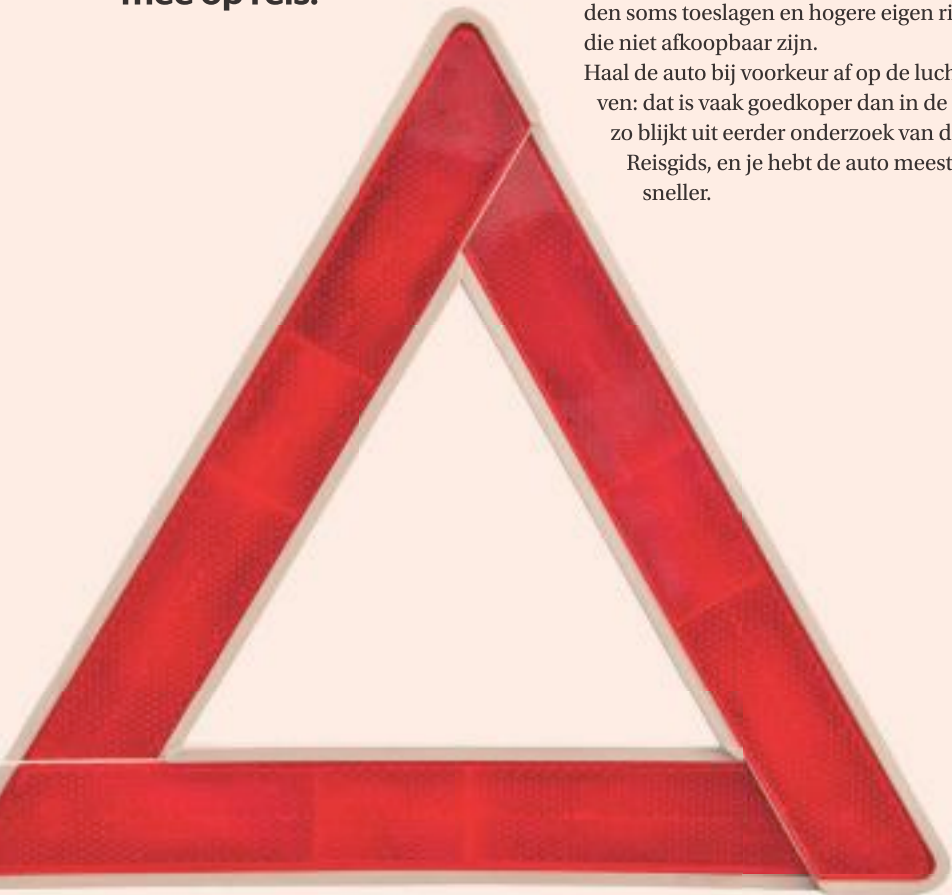 mee op reis.
den soms toeslagen en hogere eigen ri
die niet afkoopbaar zijn.
Haal de auto bij voorkeur af op de luch
ven: dat is vaak goedkoper dan in de
zo blijkt uit eerder onderzoek van d
Reisgids, en je hebt de auto meest
sneller.